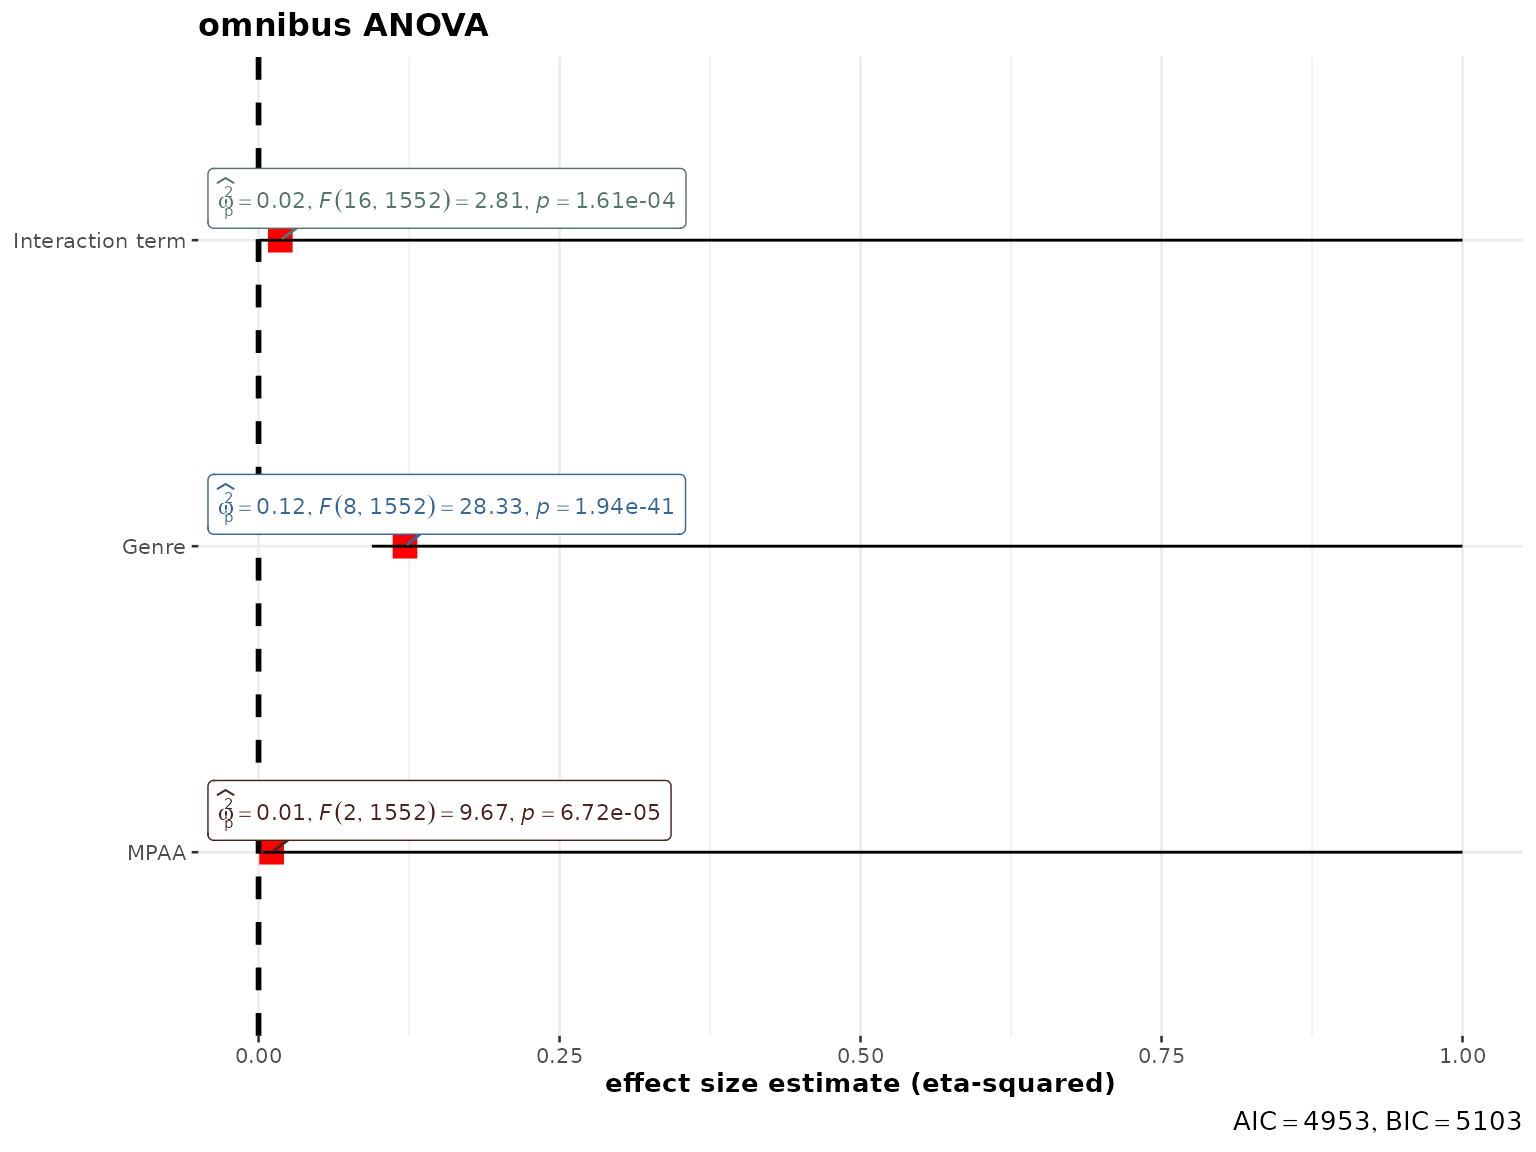 omnibus ANOVA
ω̂²ₚ = 0.02, F(16, 1552) = 2.81, p = 1.61e-04
Interaction term
ω̂²ₚ = 0.12, F(8, 1552) = 28.33, p = 1.94e-41
Genre
ω̂²ₚ = 0.01, F(2, 1552) = 9.67, p = 6.72e-05
MPAA
0.00 0.25 0.50 0.75 1.00
effect size estimate (eta-squared)
AIC = 4953, BIC = 5103